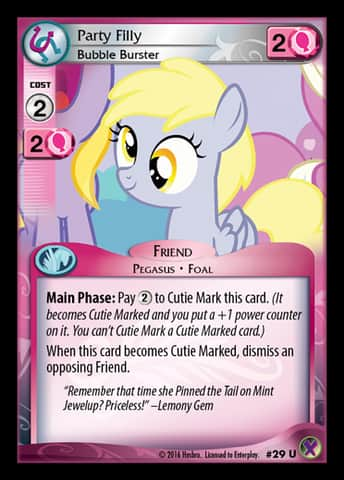 Party Filly
Bubble Burster
2
COST
2
2
FRIEND
PEGASUS • FOAL
Main Phase: Pay 2 to Cutie Mark this card. (It
becomes Cutie Marked and you put a +1 power counter
on it. You can't Cutie Mark a Cutie Marked card.)
When this card becomes Cutie Marked, dismiss an
opposing Friend.
"Remember that time she Pinned the Tail on Mint
Jewelup? Priceless!" –Lemony Gem
© 2016 Hasbro. Licensed to Enterplay. #29 U